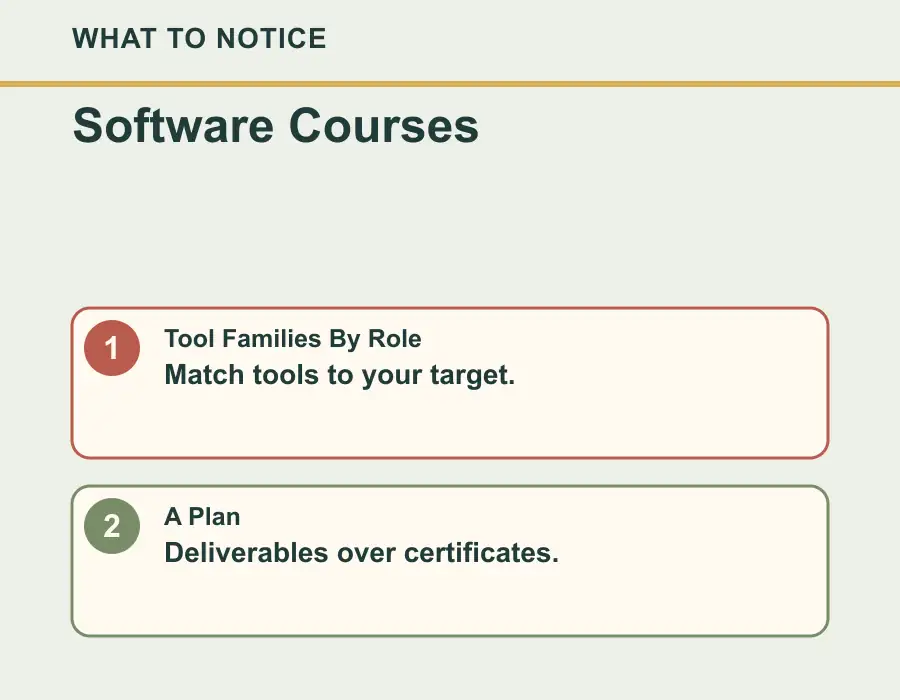 WHAT TO NOTICE
Software Courses
1
Tool Families By Role
Match tools to your target.
2
A Plan
Deliverables over certificates.